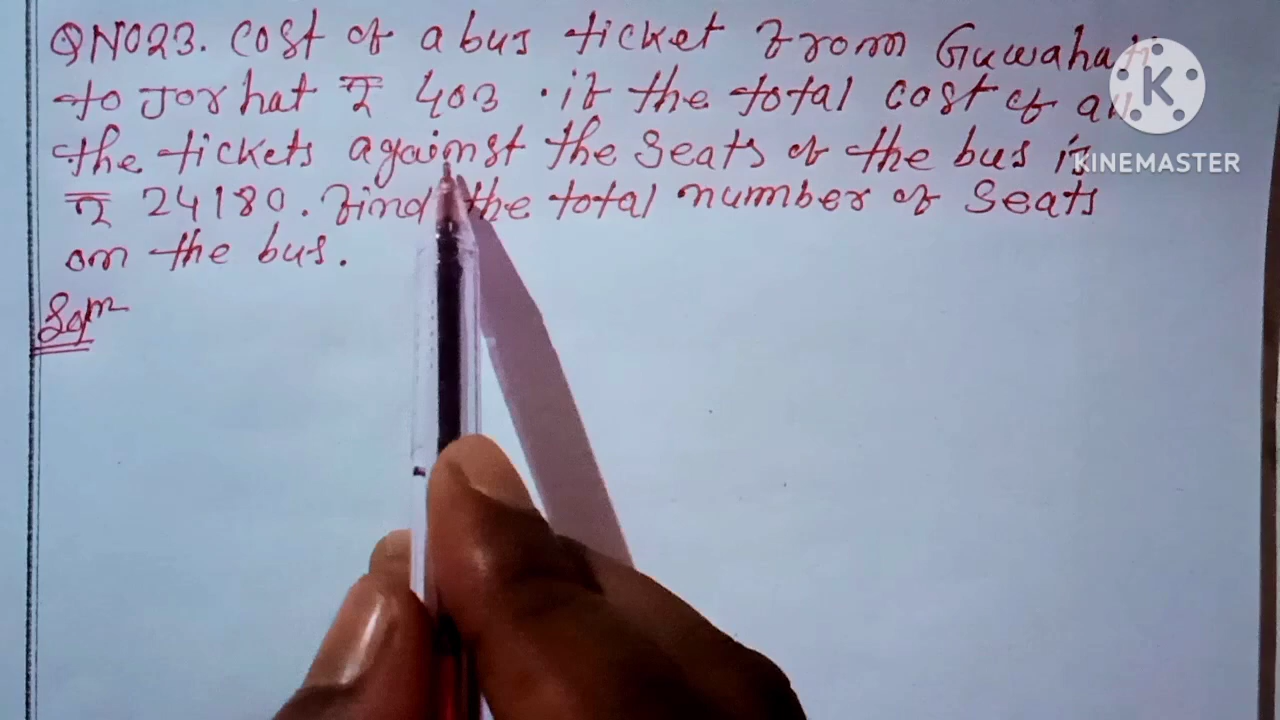 QNO23. Cost of a bus ticket from Guwahati
to Jorhat ₹ 403 . if the total cost of all
the tickets against the seats of the bus is
₹ 24180. Find the total number of Seats
on the bus.
Solⁿ
K
KINEMASTER